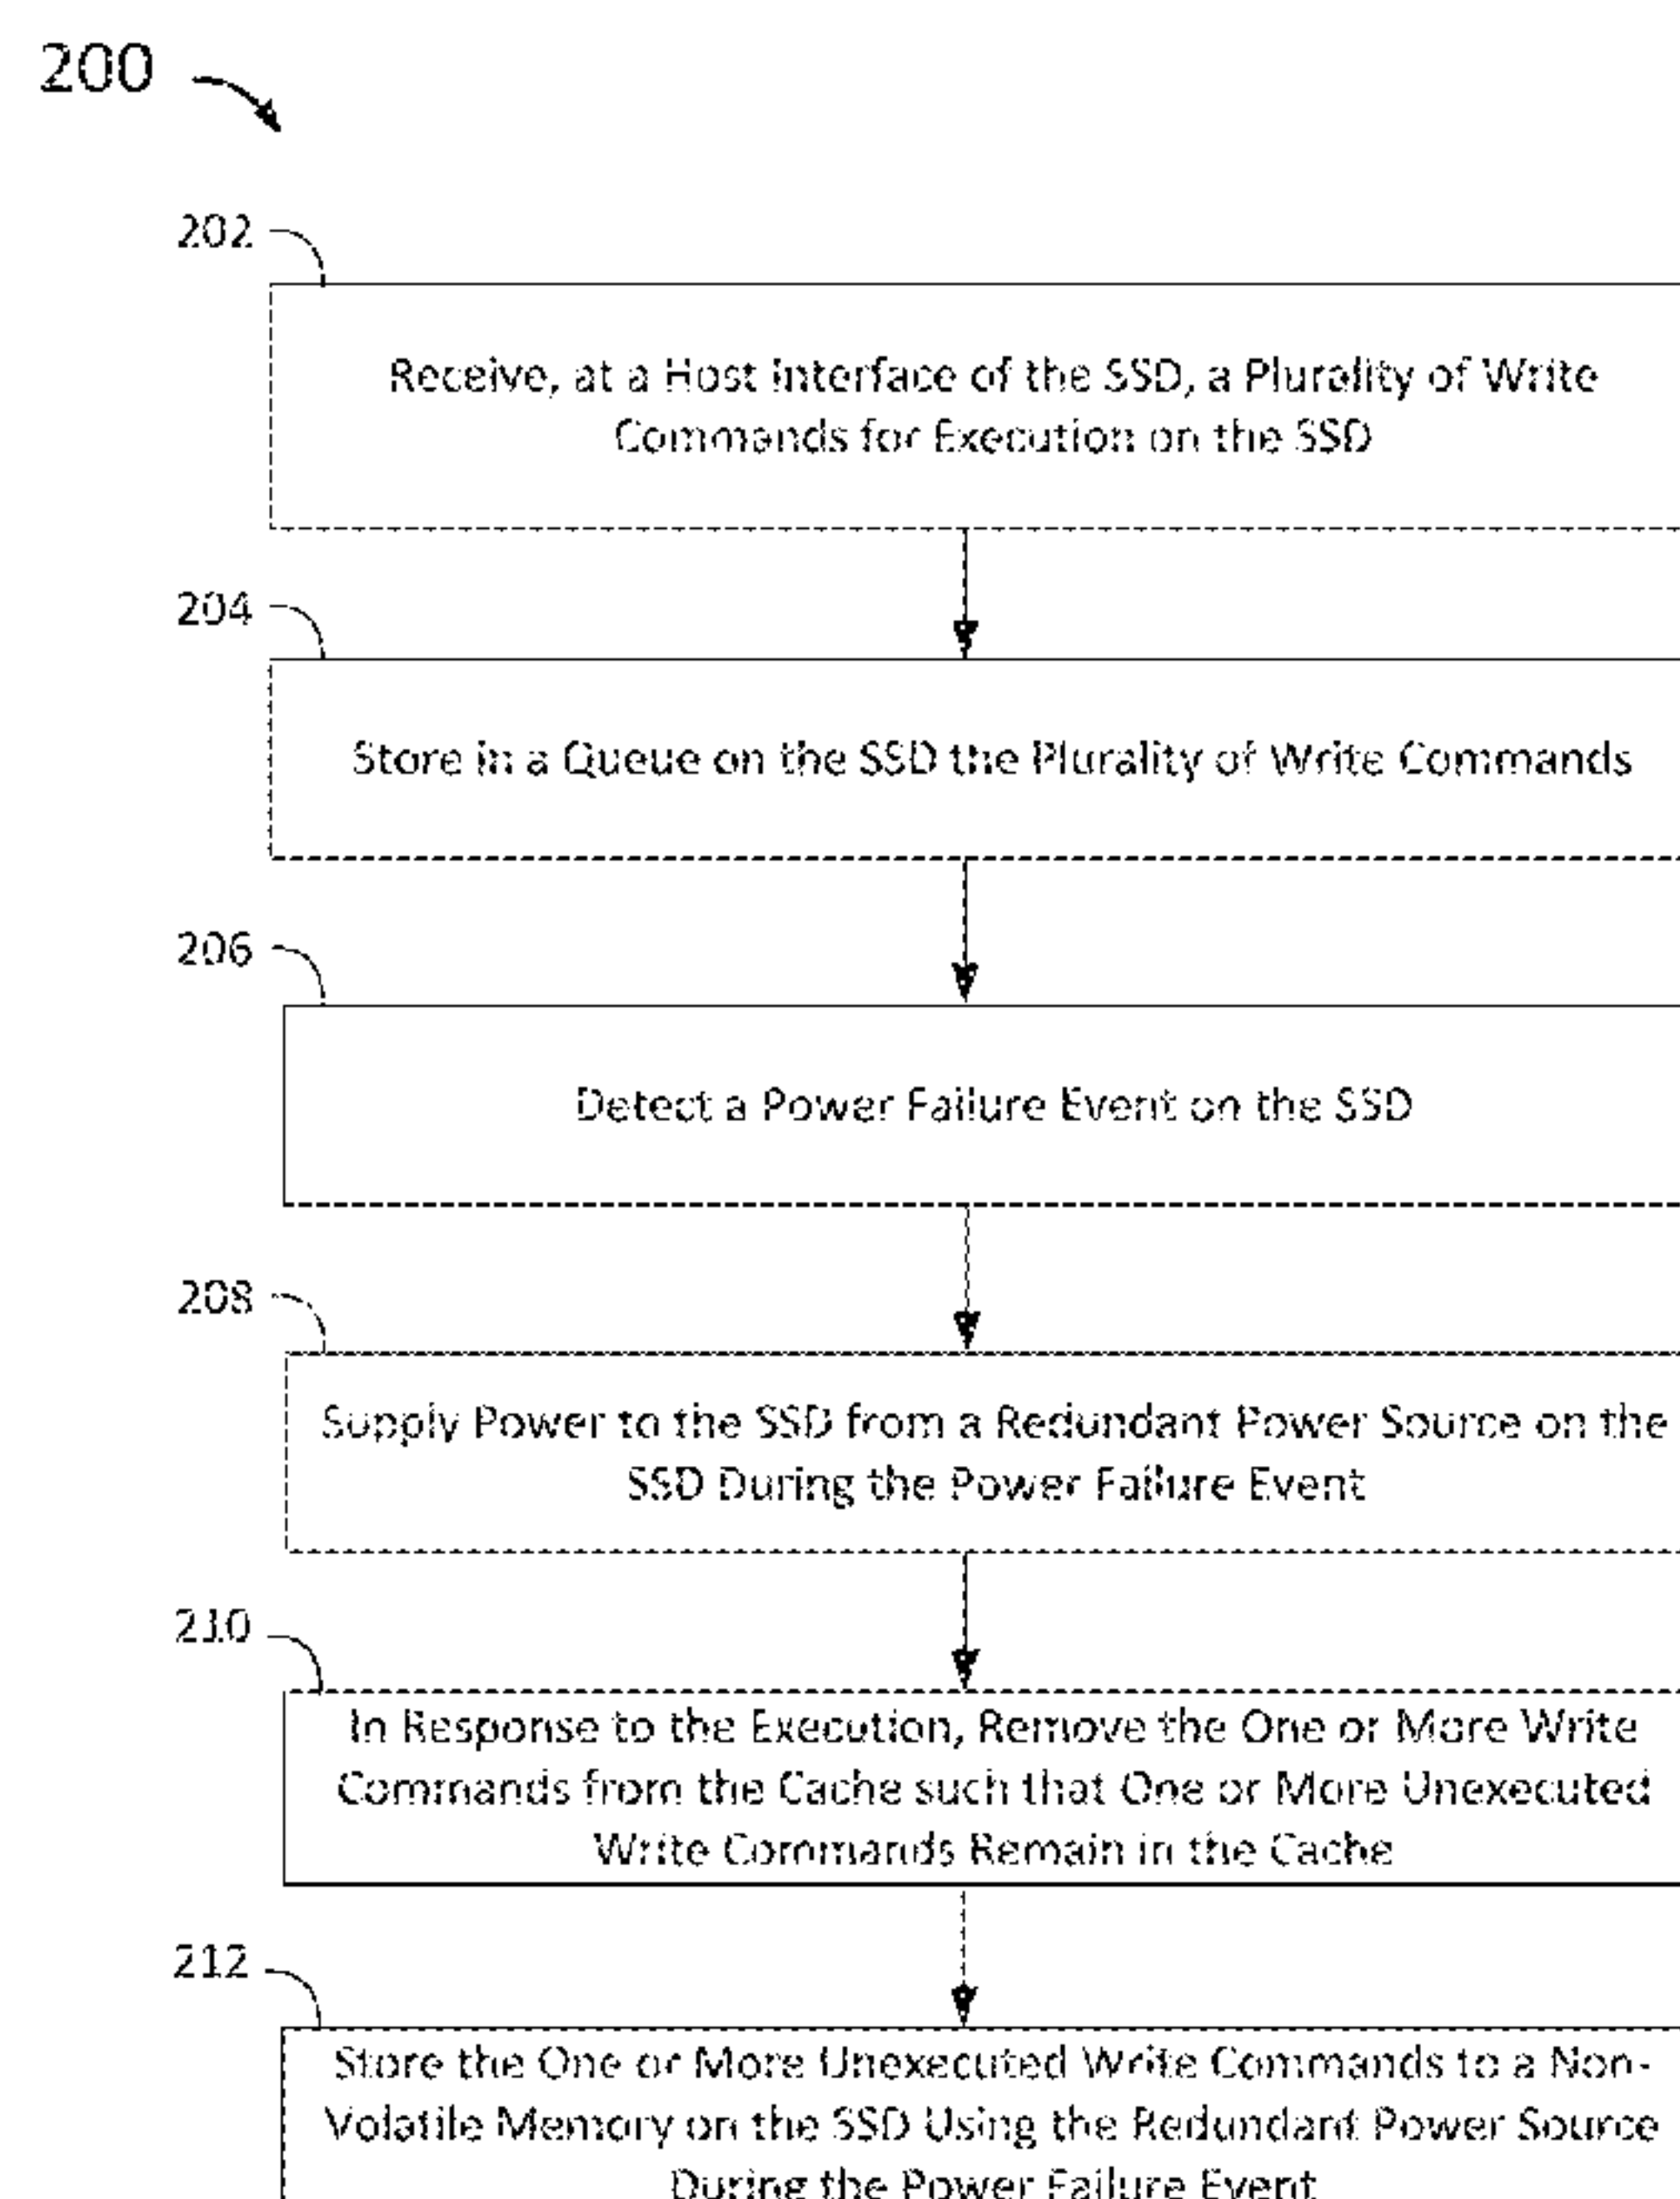 200
202
Receive, at a Host Interface of the SSD, a Plurality of Write
Commands for Execution on the SSD
204
Store in a Queue on the SSD the Plurality of Write Commands
206
Detect a Power Failure Event on the SSD
208
Supply Power to the SSD from a Redundant Power Source on the
SSD During the Power Failure Event
210
In Response to the Execution, Remove the One or More Write
Commands from the Cache such that One or More Unexecuted
Write Commands Remain in the Cache
212
Store the One or More Unexecuted Write Commands to a Non-
Volatile Memory on the SSD Using the Redundant Power Source
During the Power Failure Event